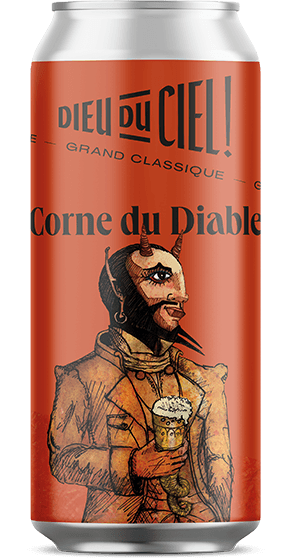 DIEU DU CIEL!
E — GRAND CLASSIQUE — G
Corne du Diable